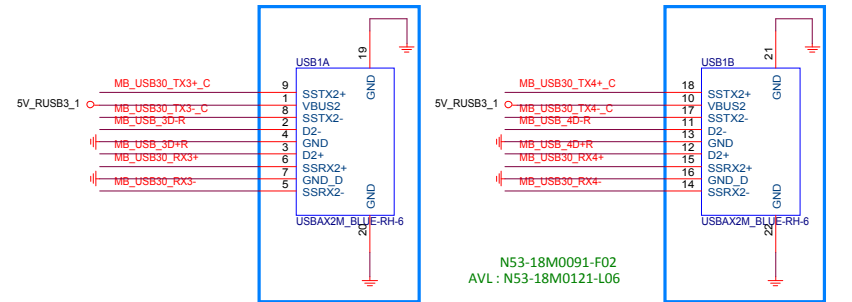 USB1A
19
GND
MB_USB30_TX3+_C
9
SSTX2+
5V_RUSB3_1
1
VBUS2
MB_USB30_TX3-_C
8
SSTX2-
MB_USB_3D-R
2
D2-
4
GND
MB_USB_3D+R
3
D2+
MB_USB30_RX3+
6
SSRX2+
7
GND_D
MB_USB30_RX3-
5
SSRX2-
GND
USBAX2M_BLUE-RH-6
20
USB1B
21
GND
MB_USB30_TX4+_C
18
SSTX2+
5V_RUSB3_1
10
VBUS2
MB_USB30_TX4-_C
17
SSTX2-
MB_USB_4D-R
11
D2-
13
GND
MB_USB_4D+R
12
D2+
MB_USB30_RX4+
15
SSRX2+
16
GND_D
MB_USB30_RX4-
14
SSRX2-
GND
USBAX2M_BLUE-RH-6
22
N53-18M0091-F02
AVL : N53-18M0121-L06